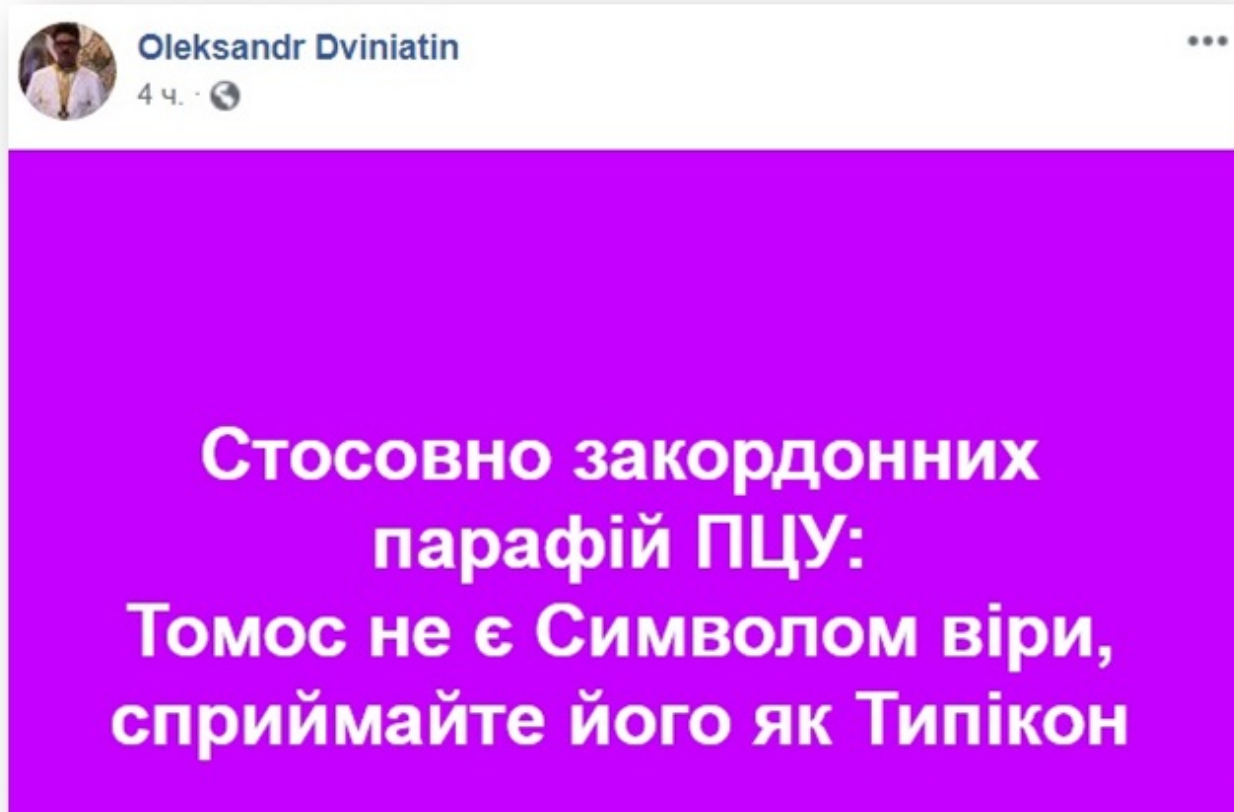 Oleksandr Dviniatin
4 ч. ·
Стосовно закордонних
парафій ПЦУ:
Томос не є Символом віри,
сприймайте його як Типікон